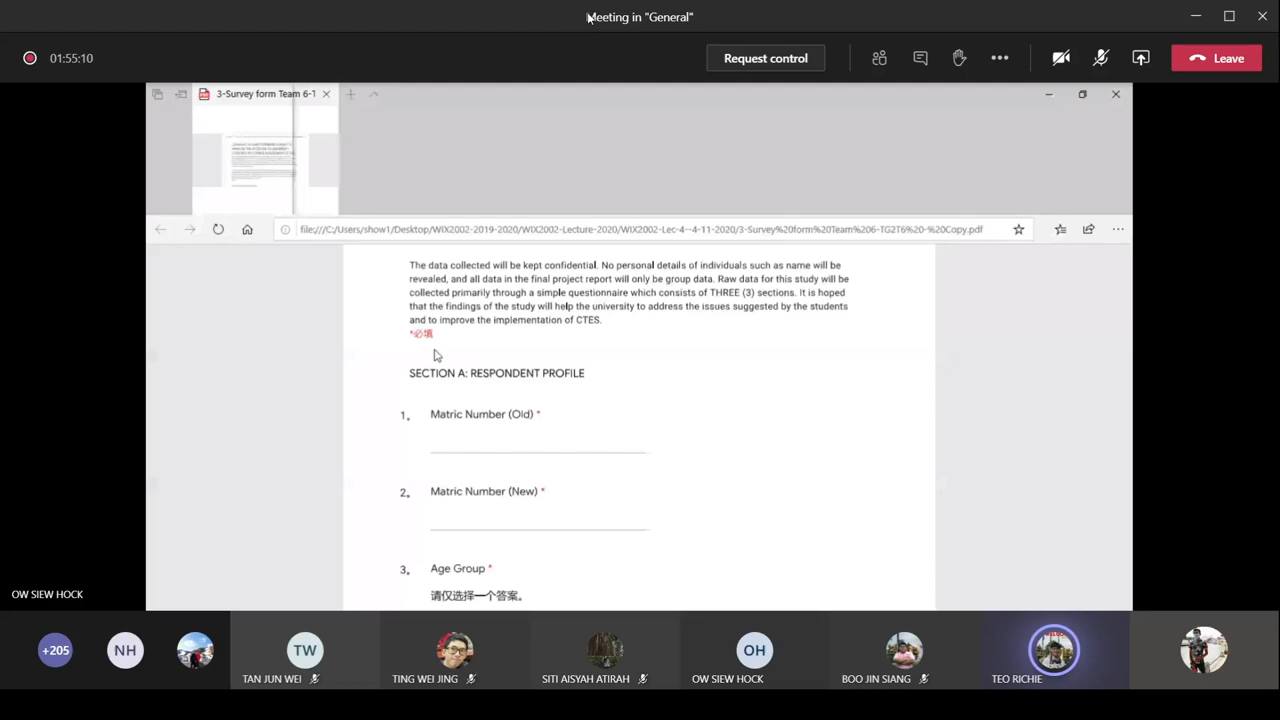 Meeting in "General"
01:55:10
Request control
Leave
3-Survey form Team 6-T
file:///C:/Users/show1/Desktop/WIX2002-2019-2020/WIX2002-Lecture-2020/WIX2002-Lec-4--4-11-2020/3-Survey%20form%20Team%206-TG2T6%20-%20Copy.pdf
The data collected will be kept confidential. No personal details of individuals such as name will be
revealed, and all data in the final project report will only be group data. Raw data for this study will be
collected primarily through a simple questionnaire which consists of THREE (3) sections. It is hoped
that the findings of the study will help the university to address the issues suggested by the students
and to improve the implementation of CTES.
*必填
SECTION A: RESPONDENT PROFILE
1. Matric Number (Old) *
2. Matric Number (New) *
3. Age Group *
请仅选择一个答案。
OW SIEW HOCK
+205
NH
TW
OH
TAN JUN WEI
TING WEI JING
SITI AISYAH ATIRAH
OW SIEW HOCK
BOO JIN SIANG
TEO RICHIE